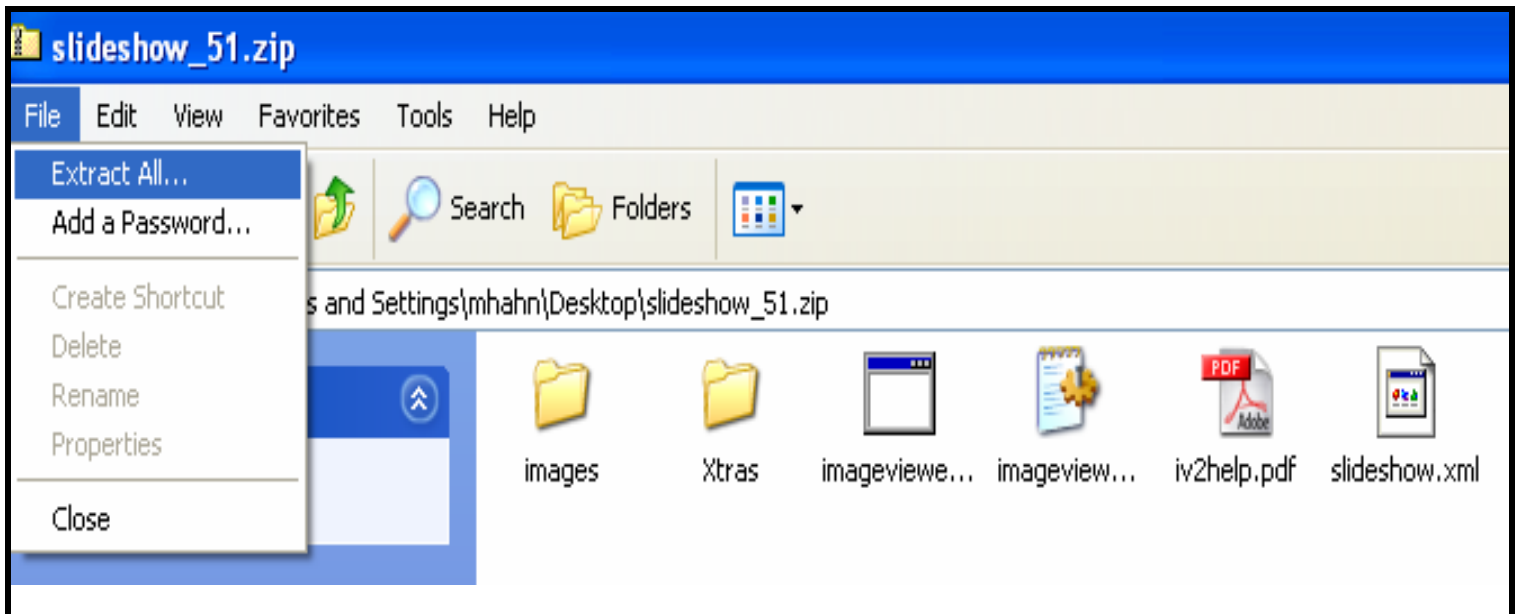 slideshow_51.zip
File Edit View Favorites Tools Help
Extract All...
Add a Password...
Create Shortcut
Delete
Rename
Properties
Close
Search Folders
s and Settings\mhahn\Desktop\slideshow_51.zip
images Xtras imageviewe... imageview... iv2help.pdf slideshow.xml
PDF
Adobe